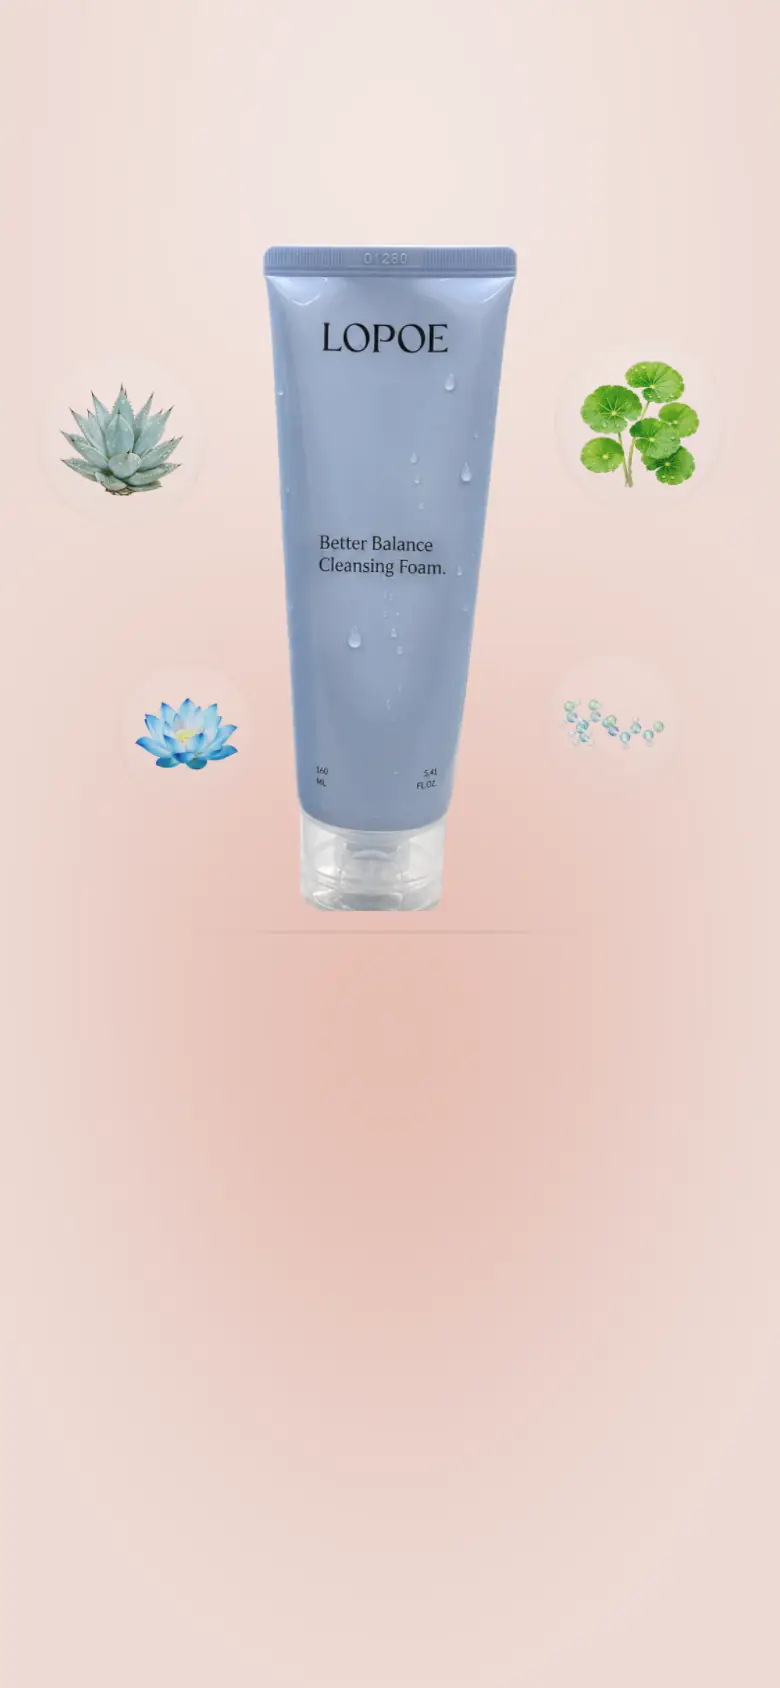 01280
LOPOE
Better Balance
Cleansing Foam.
160
ML
5,41
FL.OZ.